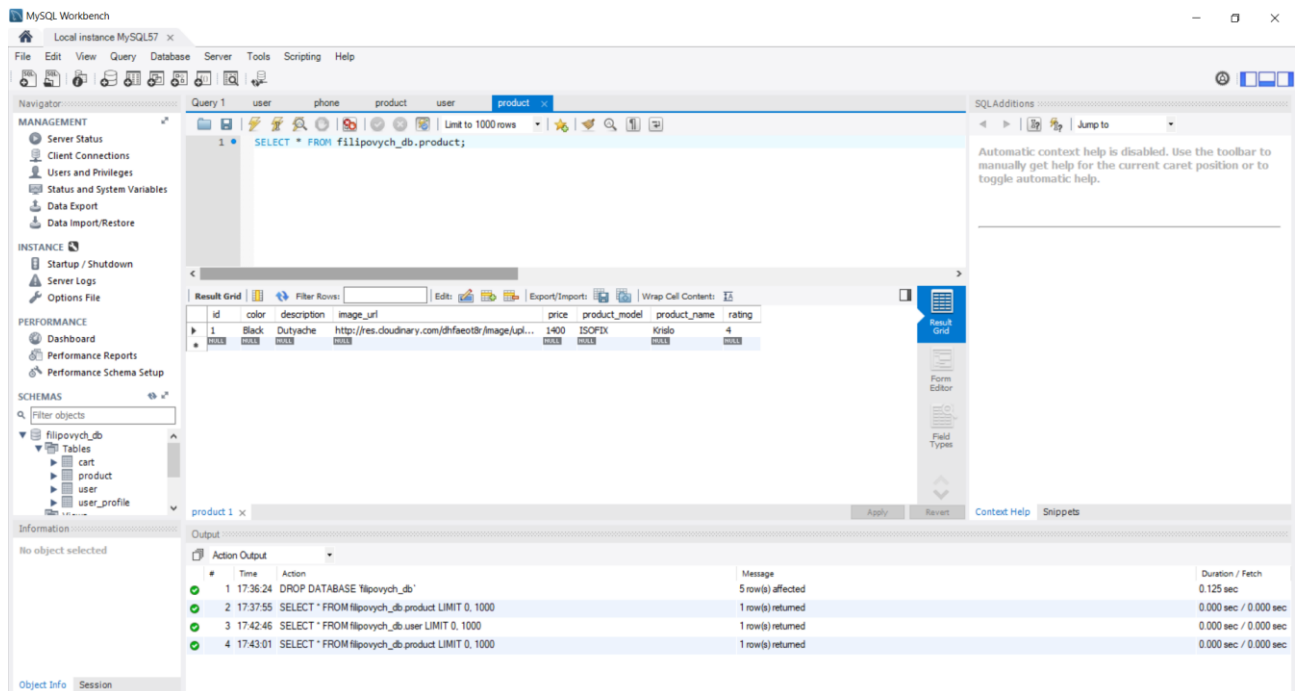 MySQL Workbench
Local instance MySQL57
File Edit View Query Database Server Tools Scripting Help
Navigator
MANAGEMENT
Server Status
Client Connections
Users and Privileges
Status and System Variables
Data Export
Data Import/Restore
INSTANCE
Startup / Shutdown
Server Logs
Options File
PERFORMANCE
Dashboard
Performance Reports
Performance Schema Setup
SCHEMAS
Filter objects
filipovych_db
Tables
cart
product
user
user_profile
Information
No object selected
Object Info Session
Query 1 user phone product user product
Limit to 1000 rows
1 SELECT * FROM filipovych_db.product;
Result Grid Filter Rows: Edit: Export/Import: Wrap Cell Content:
id color description image_url price product_model product_name rating
1 Black Dutyache http://res.cloudinary.com/dhfaeot8r/image/upl... 1400 ISOFIX Krislo 4
NULL NULL NULL NULL NULL NULL NULL NULL
Result Grid
Form Editor
Field Types
product 1 Apply Revert
SQLAdditions
Jump to
Automatic context help is disabled. Use the toolbar to
manually get help for the current caret position or to
toggle automatic help.
Context Help Snippets
Output
Action Output
# Time Action Message Duration / Fetch
1 17:36:24 DROP DATABASE `filipovych_db` 5 row(s) affected 0.125 sec
2 17:37:55 SELECT * FROM filipovych_db.product LIMIT 0, 1000 1 row(s) returned 0.000 sec / 0.000 sec
3 17:42:46 SELECT * FROM filipovych_db.user LIMIT 0, 1000 1 row(s) returned 0.000 sec / 0.000 sec
4 17:43:01 SELECT * FROM filipovych_db.product LIMIT 0, 1000 1 row(s) returned 0.000 sec / 0.000 sec